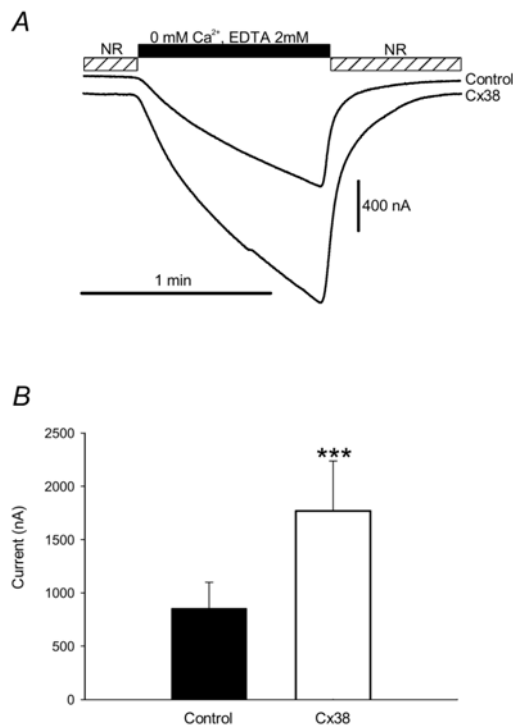 A
0 mM Ca²⁺, EDTA 2mM
NR NR
Control
Cx38
400 nA
1 min
B
Current (nA)
2500
2000
1500
1000
500
0
***
Control Cx38